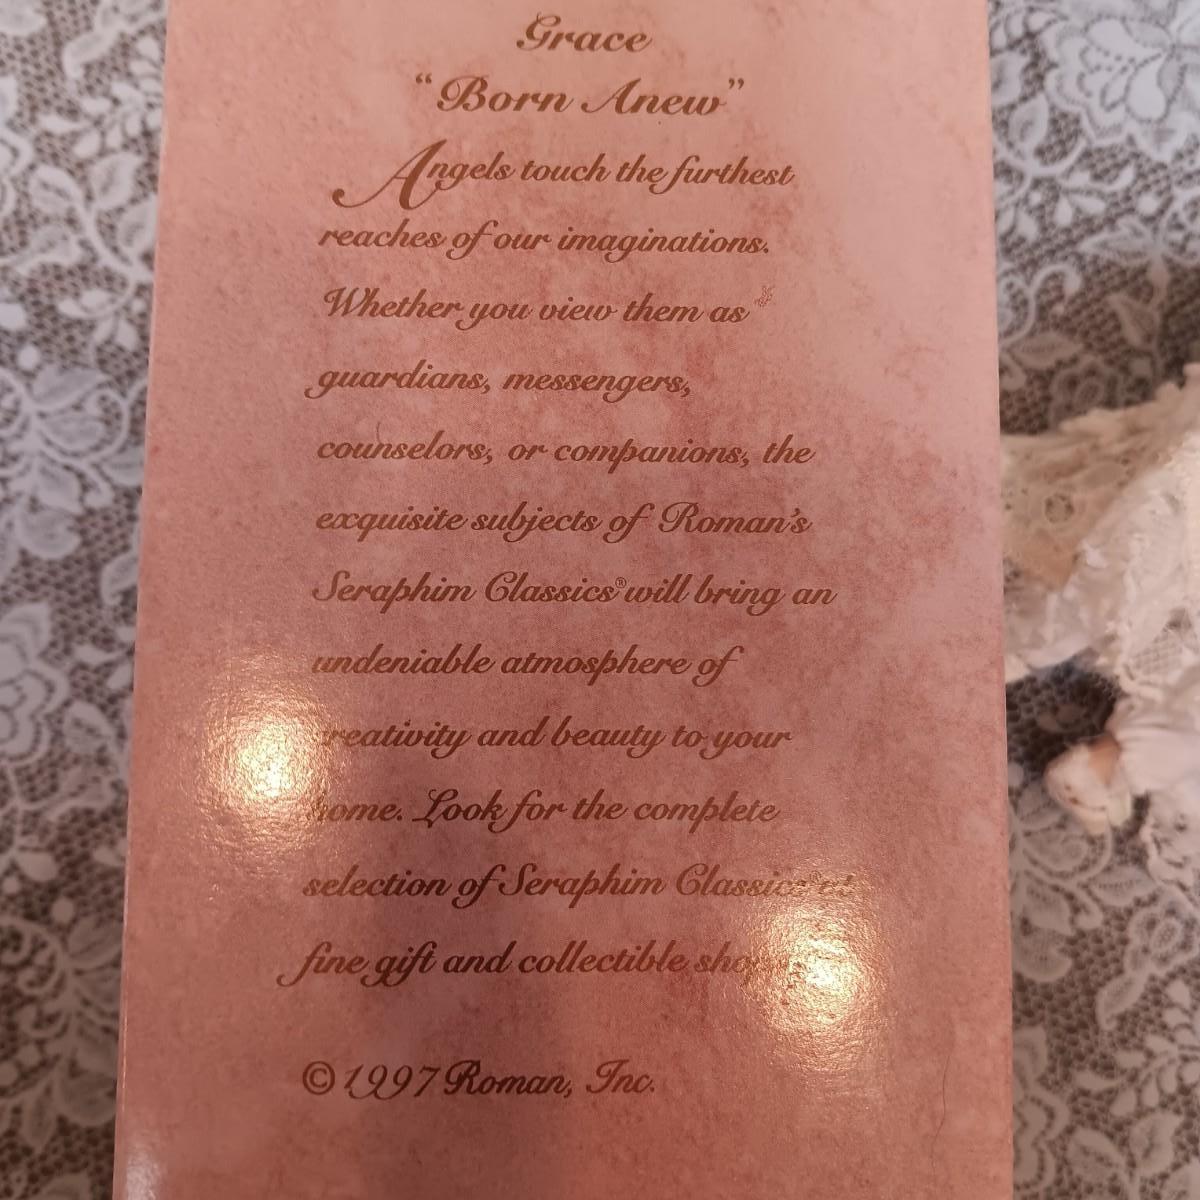 Grace
“Born Anew”
Angels touch the furthest
reaches of our imaginations.
Whether you view them as
guardians, messengers,
counselors, or companions, the
exquisite subjects of Roman's
Seraphim Classics® will bring an
undeniable atmosphere of
creativity and beauty to your
home. Look for the complete
selection of Seraphim Classics® at
fine gift and collectible
© 1997 Roman, Inc.